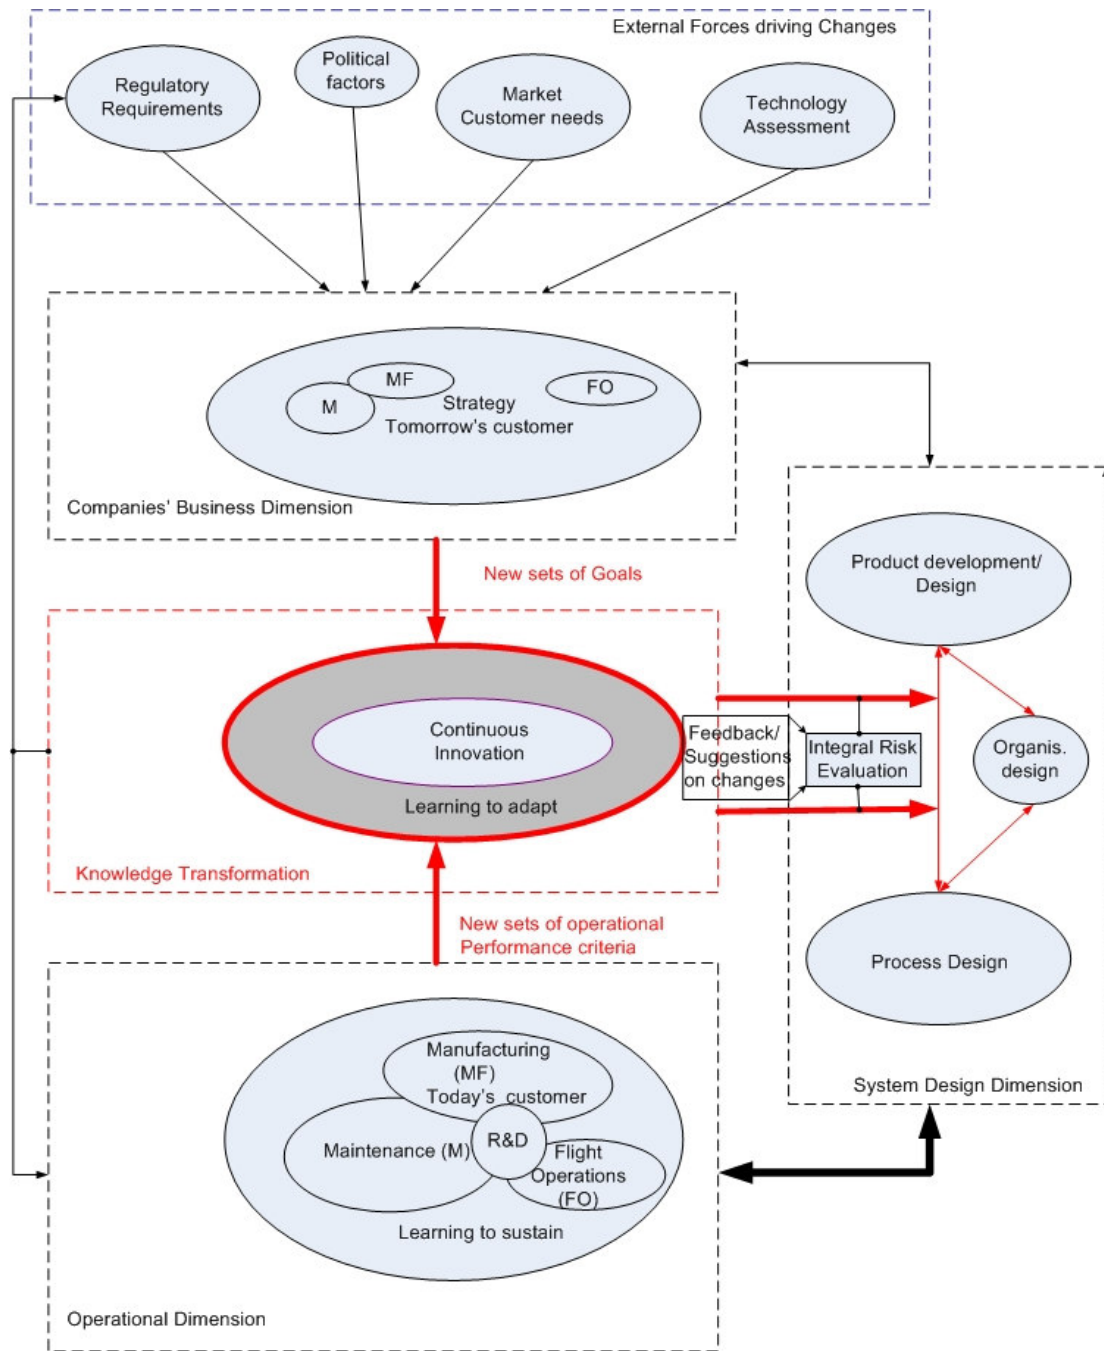 External Forces driving Changes
Regulatory
Requirements
Political
factors
Market
Customer needs
Technology
Assessment
MF
M
FO
Strategy
Tomorrow's customer
Companies' Business Dimension
New sets of Goals
Product development/
Design
Continuous
Innovation
Learning to adapt
Feedback/
Suggestions
on changes
Integral Risk
Evaluation
Organis.
design
Knowledge Transformation
New sets of operational
Performance criteria
Process Design
System Design Dimension
Manufacturing
(MF)
Today's customer
Maintenance (M)
R&D
Flight
Operations
(FO)
Learning to sustain
Operational Dimension